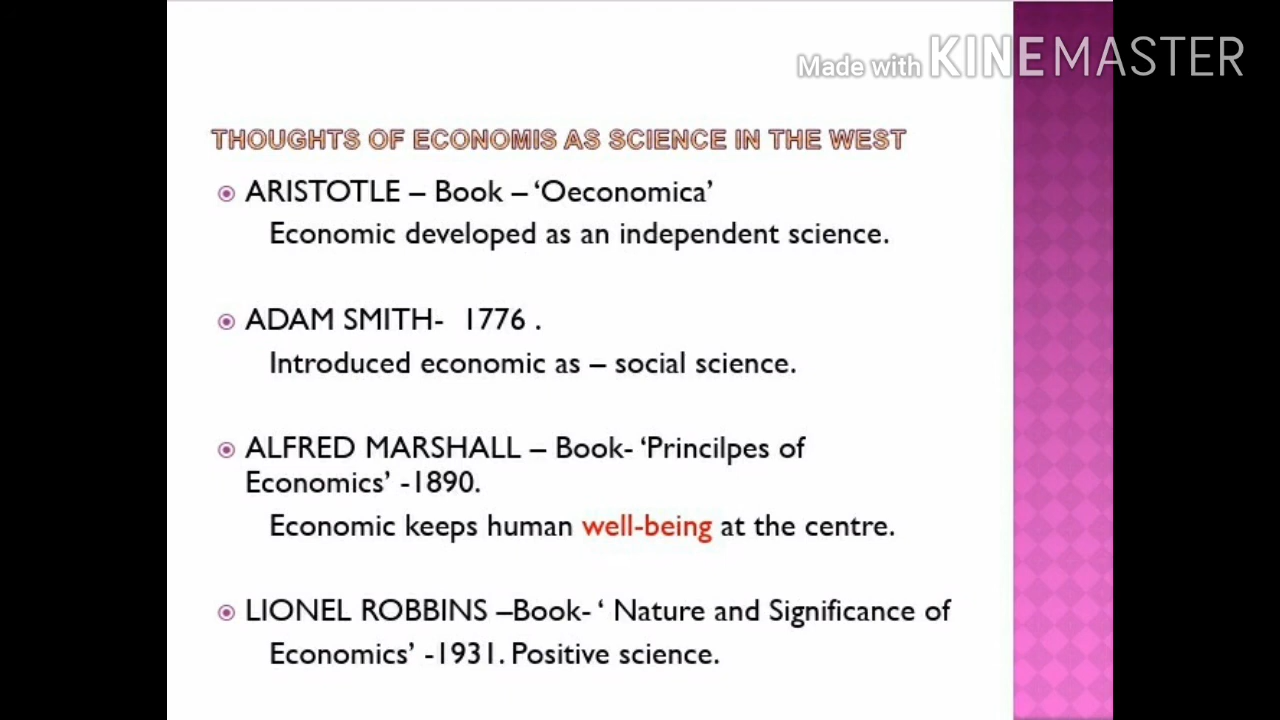 Made with KINEMASTER
THOUGHTS OF ECONOMIS AS SCIENCE IN THE WEST
ARISTOTLE – Book – ‘Oeconomica’
Economic developed as an independent science.
ADAM SMITH- 1776 .
Introduced economic as – social science.
ALFRED MARSHALL – Book- ‘Princilpes of
Economics’ -1890.
Economic keeps human well-being at the centre.
LIONEL ROBBINS –Book- ‘ Nature and Significance of
Economics’ -1931. Positive science.